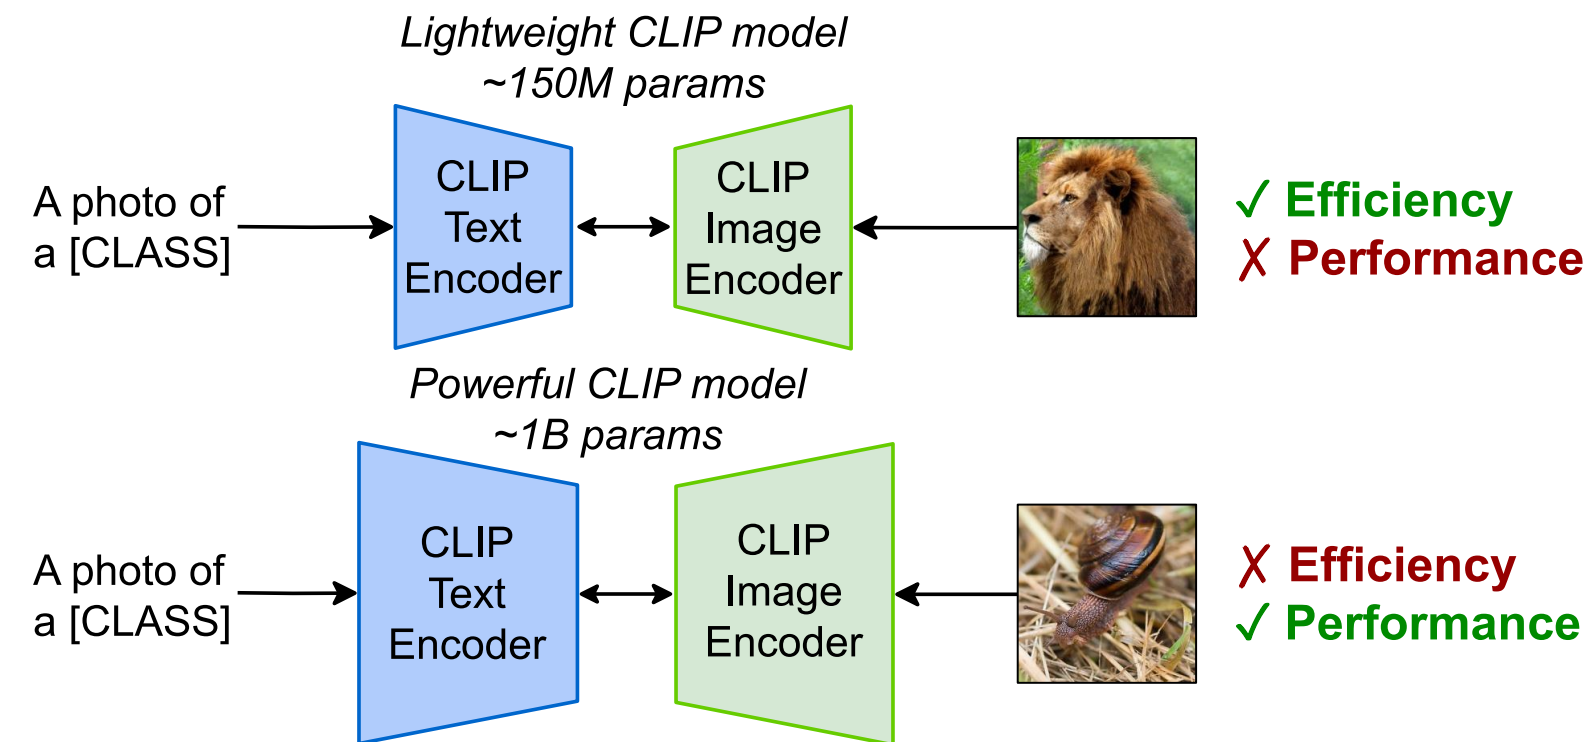 Lightweight CLIP model
~150M params
A photo of
a [CLASS]
CLIP
Text
Encoder
CLIP
Image
Encoder
✓ Efficiency
✗ Performance
Powerful CLIP model
~1B params
A photo of
a [CLASS]
CLIP
Text
Encoder
CLIP
Image
Encoder
✗ Efficiency
✓ Performance